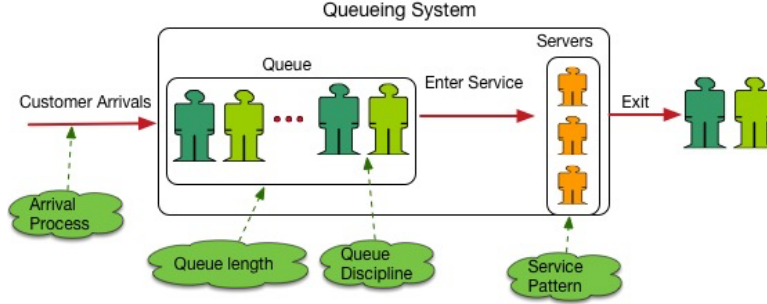 Queueing System
Servers
Queue
Enter Service
Customer Arrivals
Exit
Arrival
Process
Queue length
Queue
Discipline
Service
Pattern